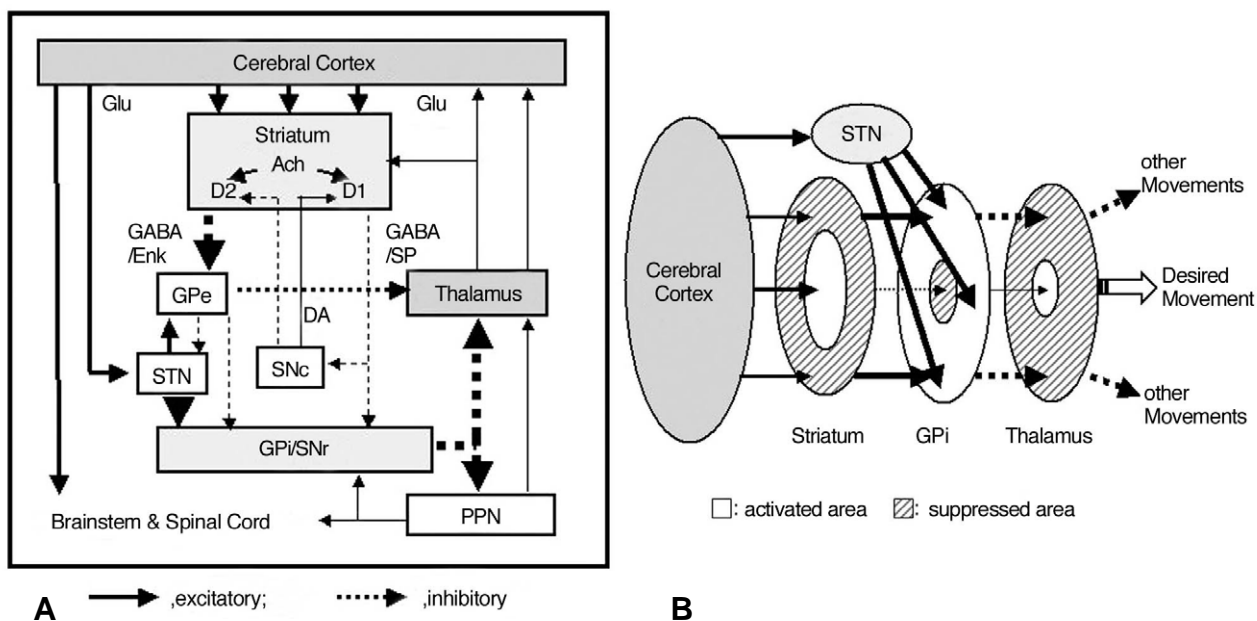 Cerebral Cortex
Glu
Glu
Striatum
Ach
D2
D1
GABA
/Enk
GABA
/SP
GPe
Thalamus
DA
STN
SNc
GPi/SNr
Brainstem & Spinal Cord
PPN
A
,excitatory;
,inhibitory
STN
other
Movements
Cerebral
Cortex
Desired
Movement
other
Movements
Striatum
GPi
Thalamus
: activated area
: suppressed area
B